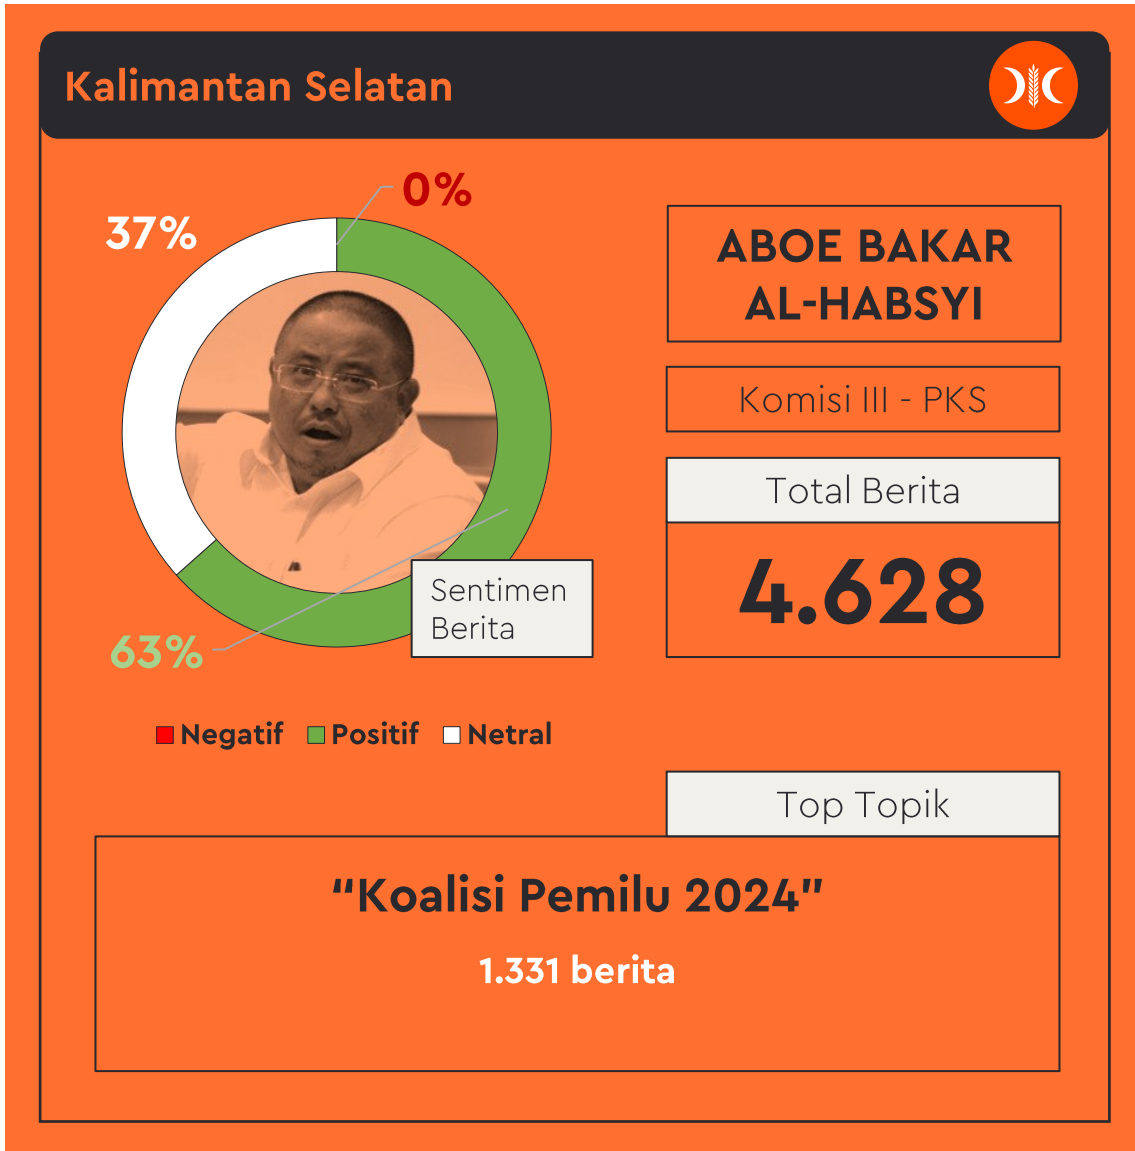 Kalimantan Selatan
0%
37%
ABOE BAKAR
AL-HABSYI
Komisi III - PKS
Total Berita
4.628
Sentimen
Berita
63%
Negatif Positif Netral
Top Topik
“Koalisi Pemilu 2024”
1.331 berita